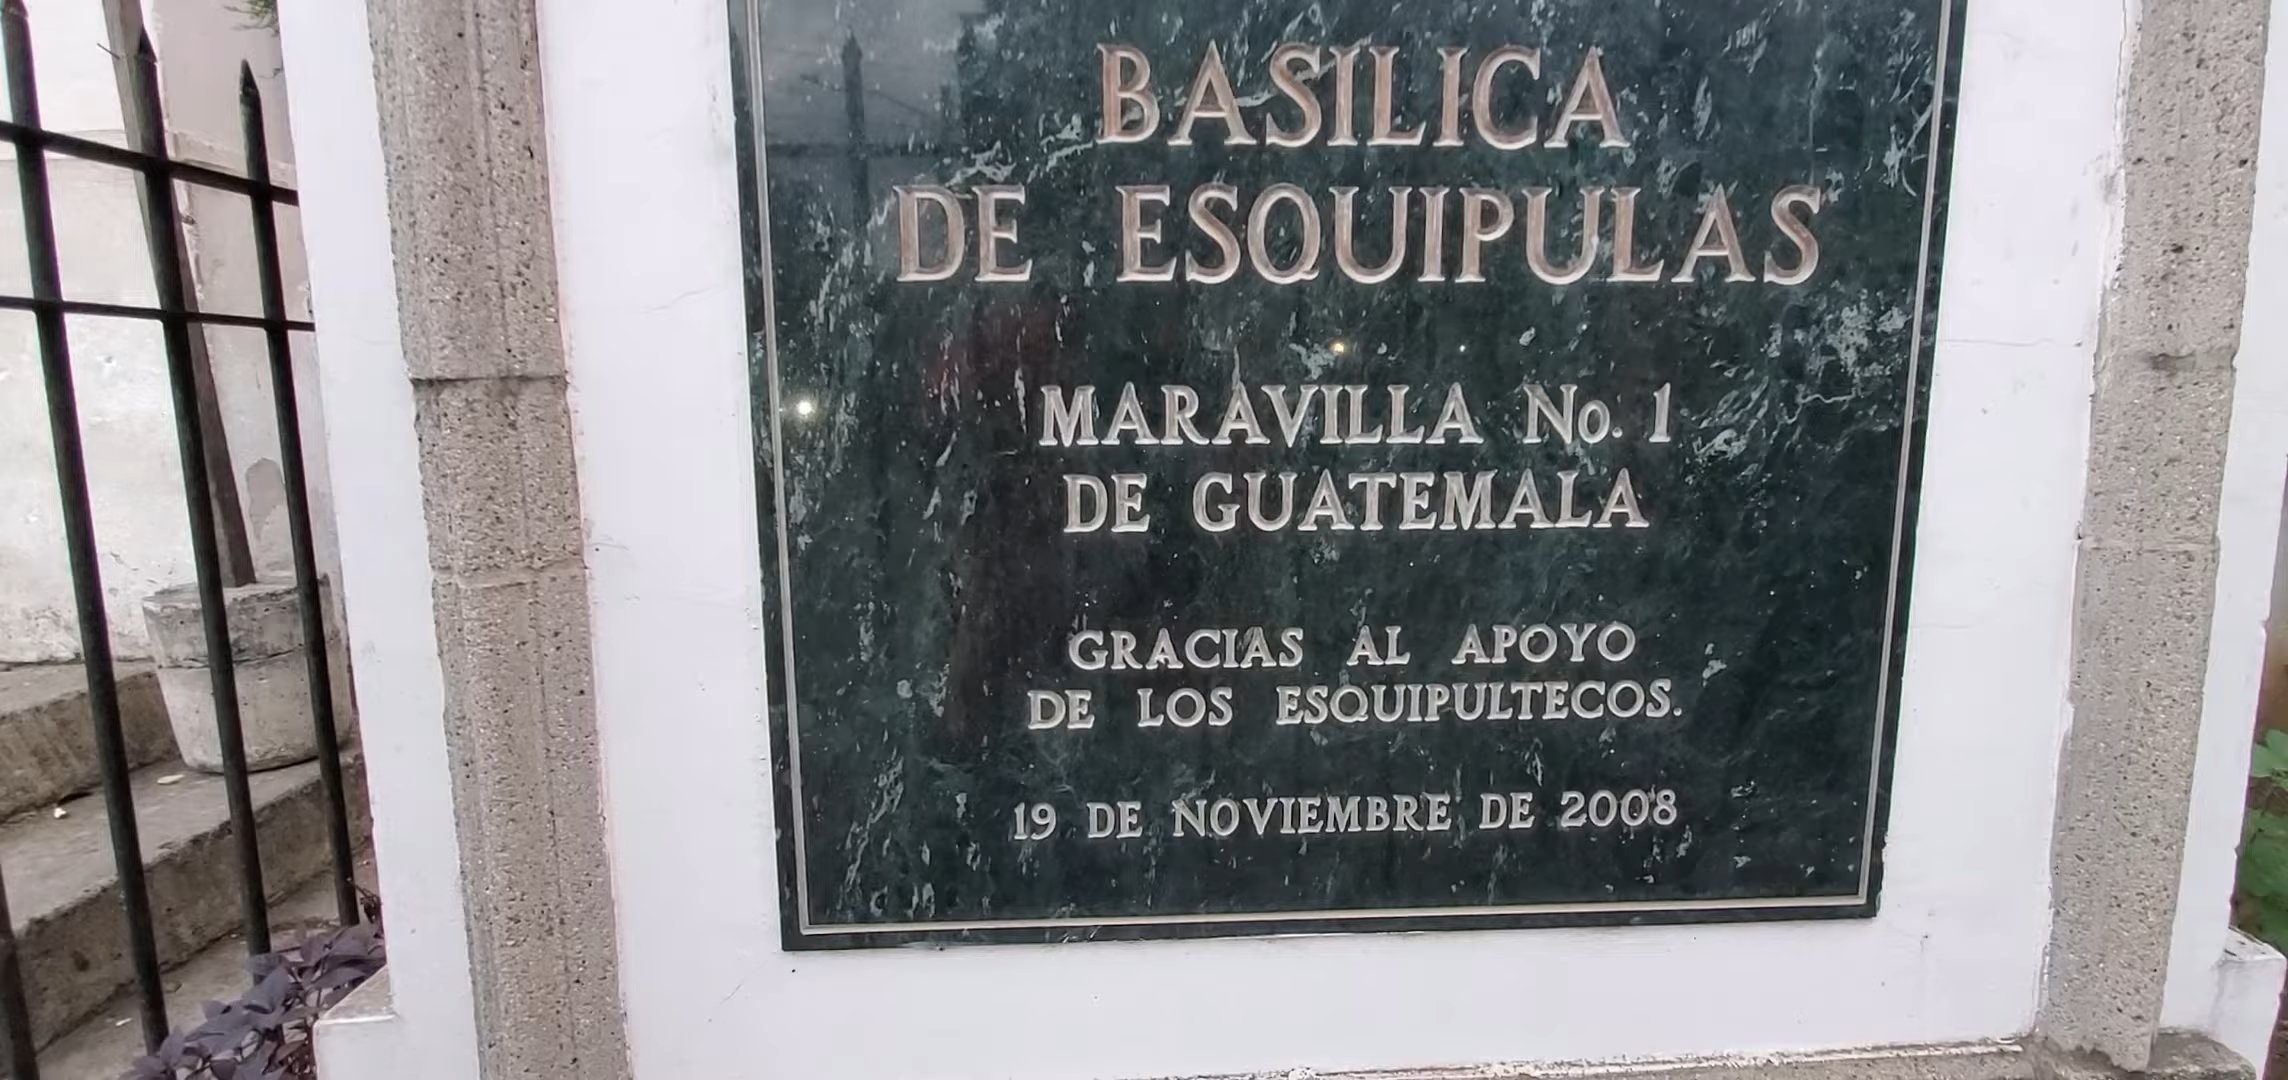 BASILICA
DE ESQUIPULAS
MARAVILLA No. 1
DE GUATEMALA
GRACIAS AL APOYO
DE LOS ESQUIPULTECOS.
19 DE NOVIEMBRE DE 2008